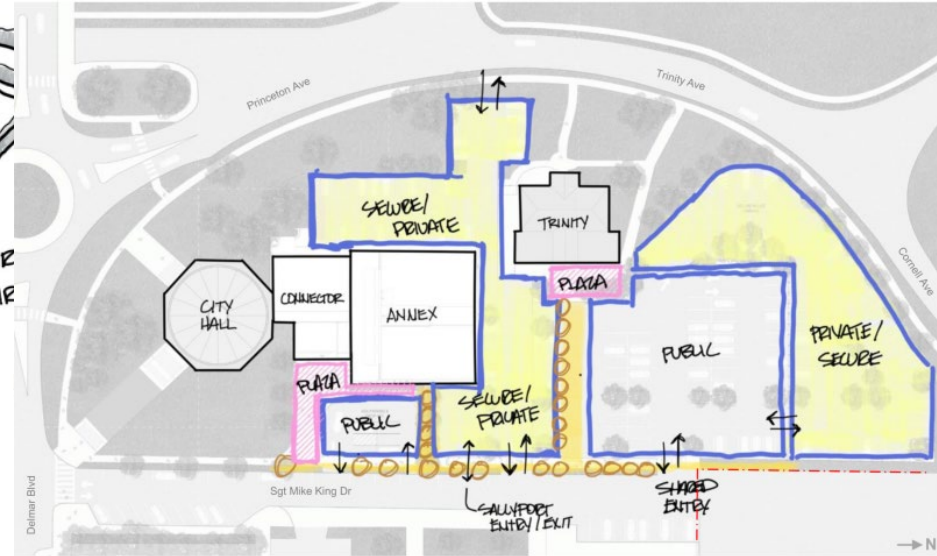 Princeton Ave
Trinity Ave
SECURE/
PRIVATE
TRINITY
CITY
HALL
CONNECTOR
ANNEX
PLAZA
Cornell Ave
PUBLIC
PRIVATE/
SECURE
PLAZA
PUBLIC
SECURE/
PRIVATE
Delmar Blvd
Sgt Mike King Dr
SALLYPORT
ENTRY/EXIT
SHARED
ENTRY
N